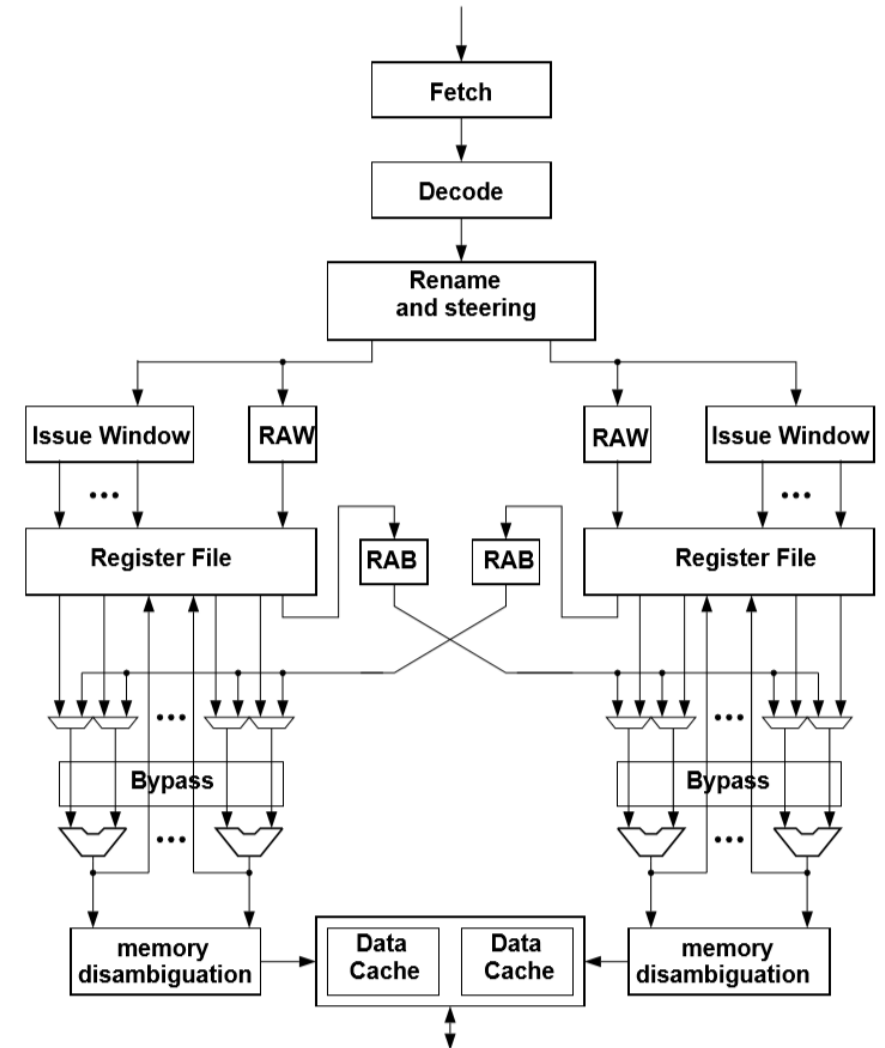 Fetch
Decode
Rename
and steering
Issue Window
RAW
RAW
Issue Window
•••
•••
Register File
RAB
RAB
Register File
•••
•••
Bypass
Bypass
•••
•••
memory
disambiguation
Data
Cache
Data
Cache
memory
disambiguation